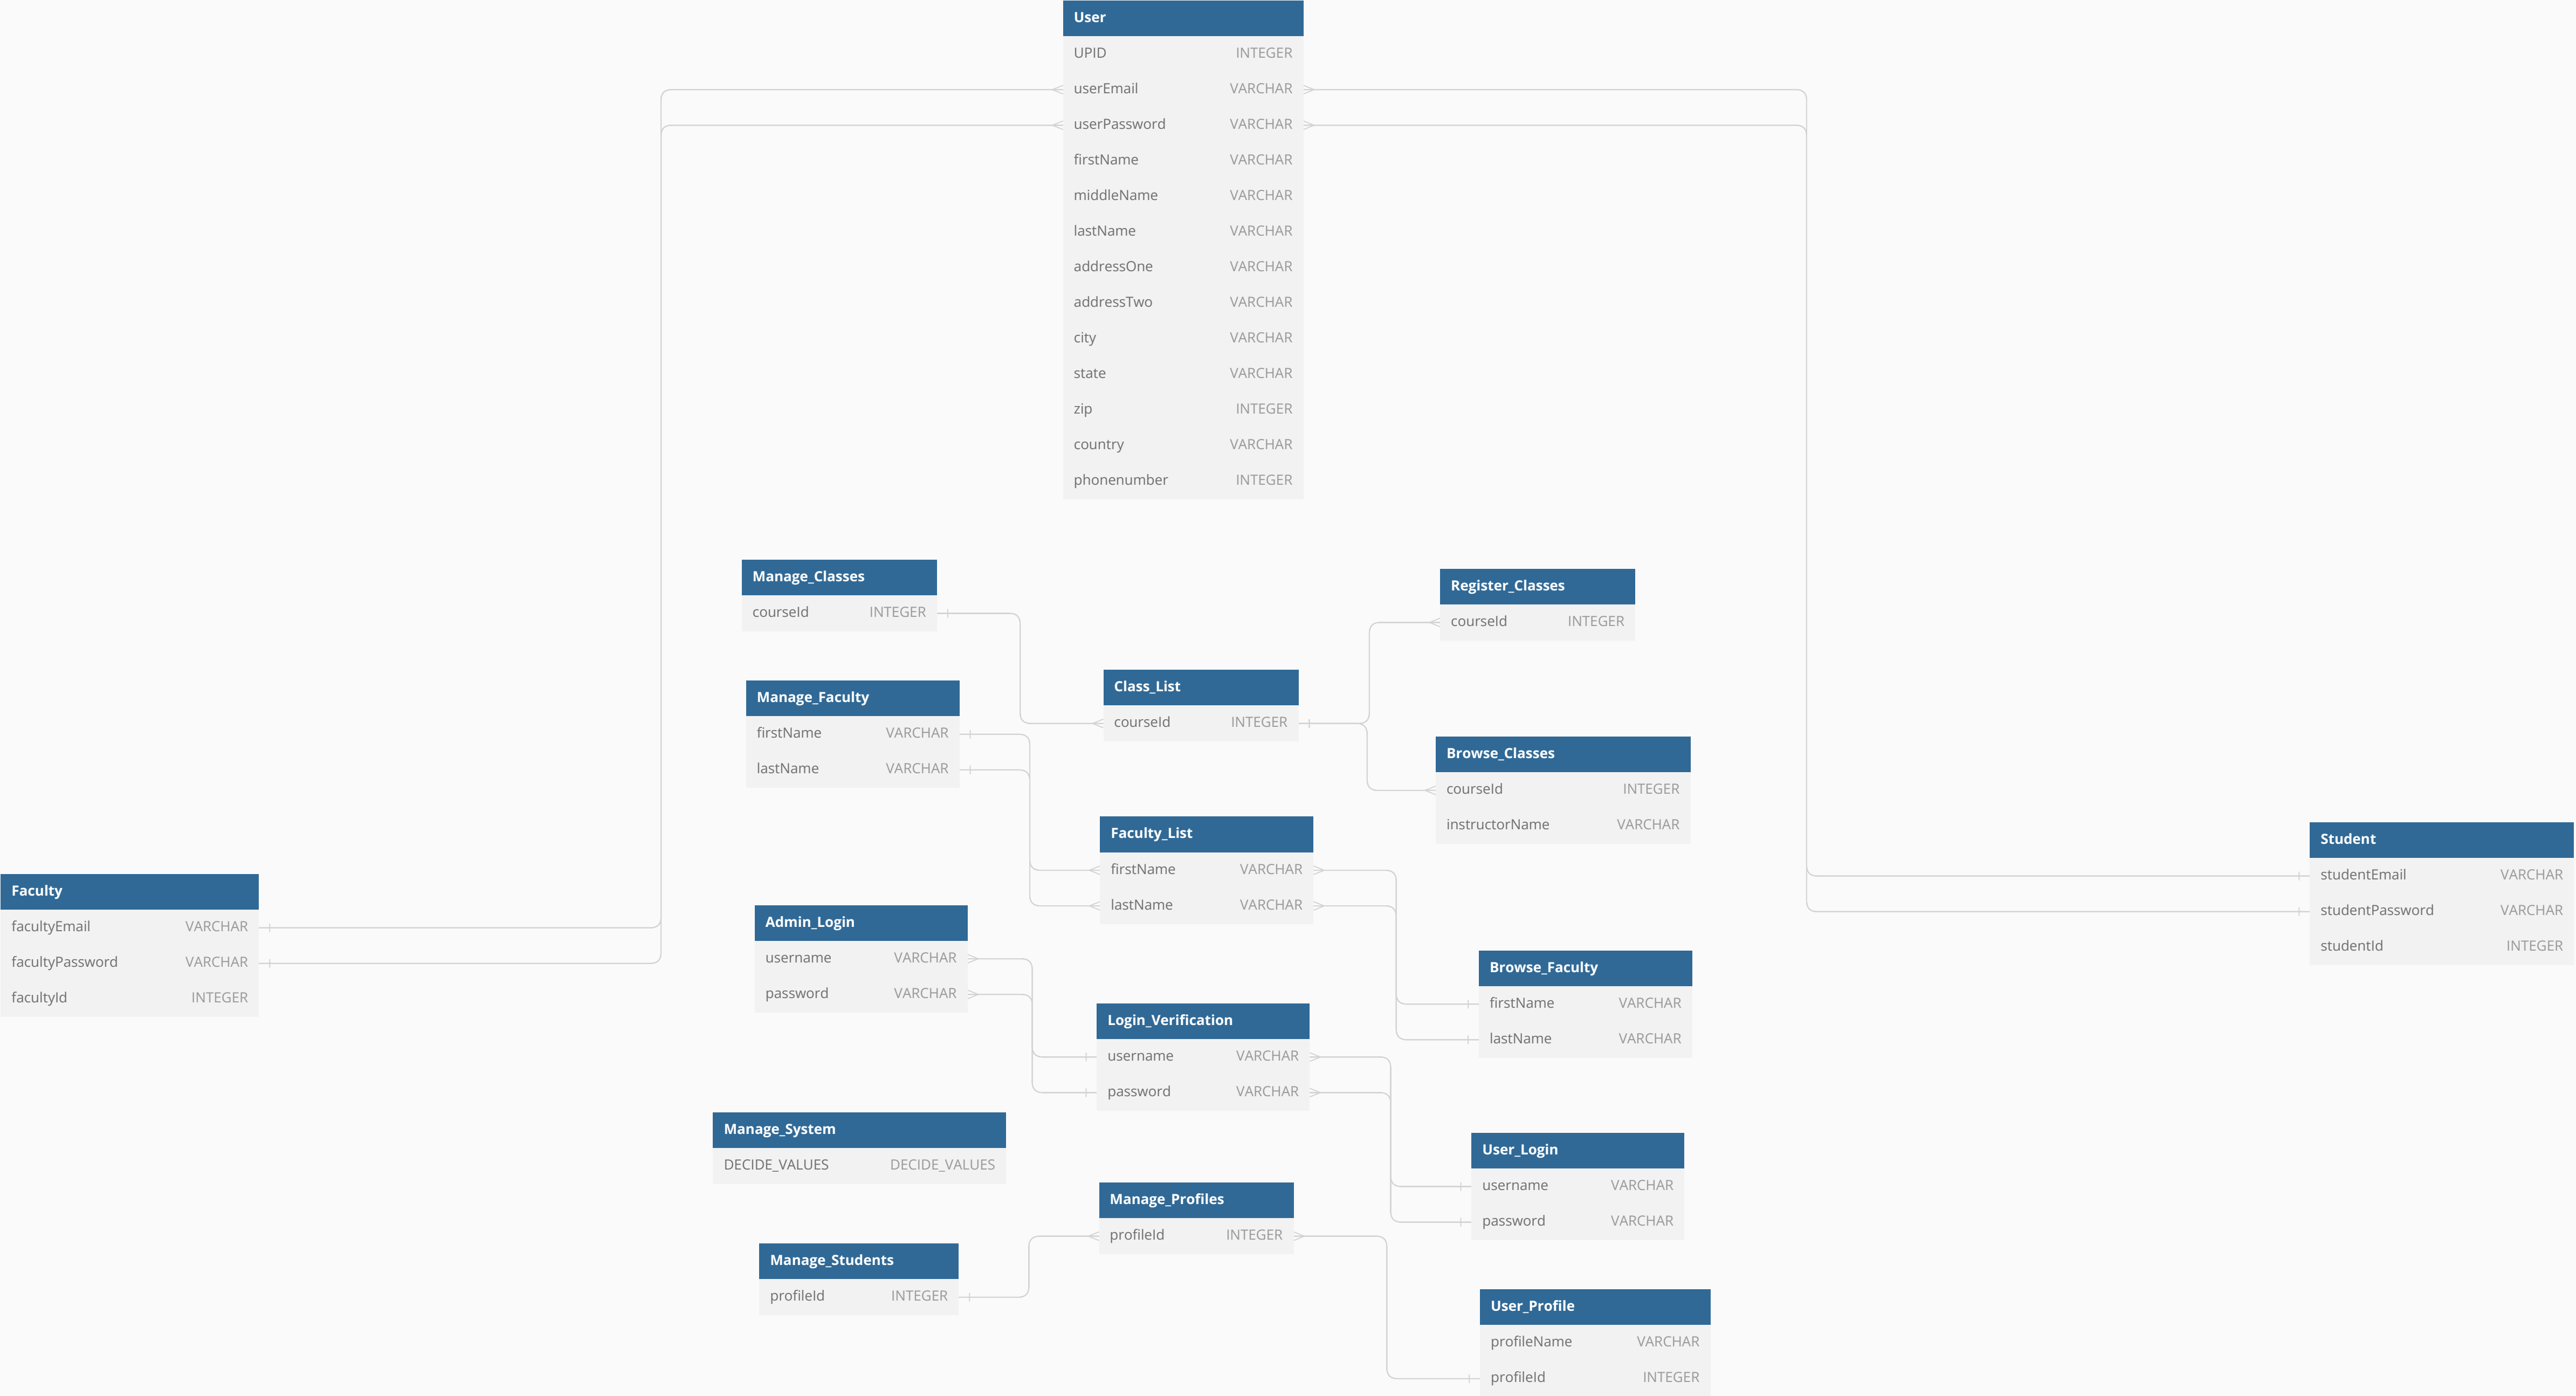 User
UPID INTEGER
userEmail VARCHAR
userPassword VARCHAR
firstName VARCHAR
middleName VARCHAR
lastName VARCHAR
addressOne VARCHAR
addressTwo VARCHAR
city VARCHAR
state VARCHAR
zip INTEGER
country VARCHAR
phonenumber INTEGER
Manage_Classes
courseId INTEGER
Register_Classes
courseId INTEGER
Class_List
courseId INTEGER
Manage_Faculty
firstName VARCHAR
lastName VARCHAR
Browse_Classes
courseId INTEGER
instructorName VARCHAR
Faculty_List
firstName VARCHAR
lastName VARCHAR
Student
studentEmail VARCHAR
studentPassword VARCHAR
studentId INTEGER
Faculty
facultyEmail VARCHAR
facultyPassword VARCHAR
facultyId INTEGER
Admin_Login
username VARCHAR
password VARCHAR
Browse_Faculty
firstName VARCHAR
lastName VARCHAR
Login_Verification
username VARCHAR
password VARCHAR
Manage_System
DECIDE_VALUES DECIDE_VALUES
User_Login
username VARCHAR
password VARCHAR
Manage_Profiles
profileId INTEGER
Manage_Students
profileId INTEGER
User_Profile
profileName VARCHAR
profileId INTEGER